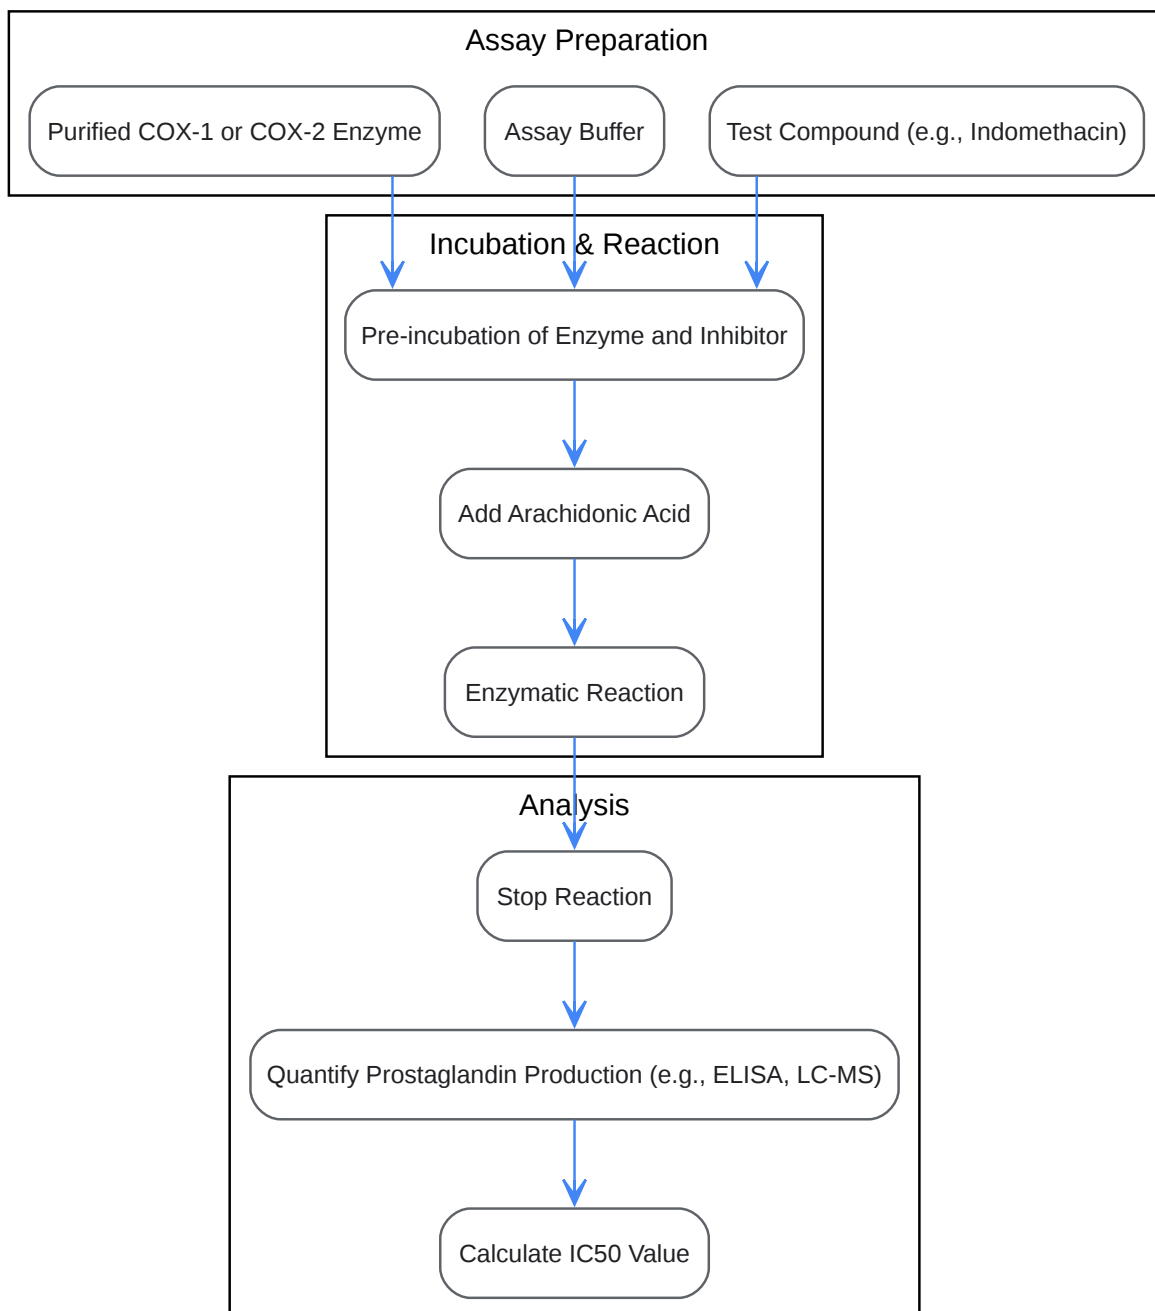 Assay Preparation
Purified COX-1 or COX-2 Enzyme
Assay Buffer
Test Compound (e.g., Indomethacin)
Incubation & Reaction
Pre-incubation of Enzyme and Inhibitor
Add Arachidonic Acid
Enzymatic Reaction
Analysis
Stop Reaction
Quantify Prostaglandin Production (e.g., ELISA, LC-MS)
Calculate IC50 Value